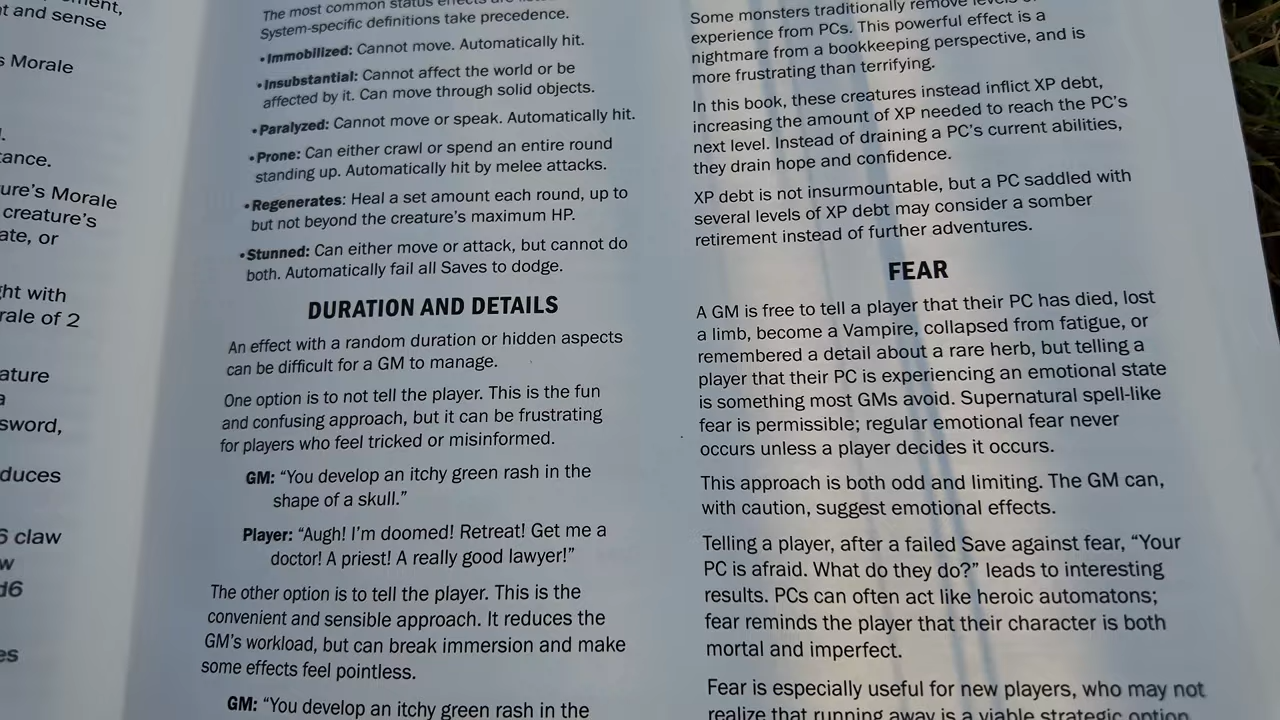 nt and sense
s Morale
tance.
ure's Morale
creature's
ate, or
ght with
rale of 2
ature
a
sword,
duces
6 claw
w
d6
es
The most common status effects are
System-specific definitions take precedence.
•Immobilized: Cannot move. Automatically hit.
•Insubstantial: Cannot affect the world or be
affected by it. Can move through solid objects.
•Paralyzed: Cannot move or speak. Automatically hit.
•Prone: Can either crawl or spend an entire round
standing up. Automatically hit by melee attacks.
•Regenerates: Heal a set amount each round, up to
but not beyond the creature's maximum HP.
•Stunned: Can either move or attack, but cannot do
both. Automatically fail all Saves to dodge.
DURATION AND DETAILS
An effect with a random duration or hidden aspects
can be difficult for a GM to manage.
One option is to not tell the player. This is the fun
and confusing approach, but it can be frustrating
for players who feel tricked or misinformed.
GM: “You develop an itchy green rash in the
shape of a skull.”
Player: “Augh! I'm doomed! Retreat! Get me a
doctor! A priest! A really good lawyer!”
The other option is to tell the player. This is the
convenient and sensible approach. It reduces the
GM's workload, but can break immersion and make
some effects feel pointless.
GM: “You develop an itchy green rash in the
Some monsters traditionally remove levels
experience from PCs. This powerful effect is a
nightmare from a bookkeeping perspective, and is
more frustrating than terrifying.
In this book, these creatures instead inflict XP debt,
increasing the amount of XP needed to reach the PC's
next level. Instead of draining a PC's current abilities,
they drain hope and confidence.
XP debt is not insurmountable, but a PC saddled with
several levels of XP debt may consider a somber
retirement instead of further adventures.
FEAR
A GM is free to tell a player that their PC has died, lost
a limb, become a Vampire, collapsed from fatigue, or
remembered a detail about a rare herb, but telling a
player that their PC is experiencing an emotional state
is something most GMs avoid. Supernatural spell-like
fear is permissible; regular emotional fear never
occurs unless a player decides it occurs.
This approach is both odd and limiting. The GM can,
with caution, suggest emotional effects.
Telling a player, after a failed Save against fear, “Your
PC is afraid. What do they do?” leads to interesting
results. PCs can often act like heroic automatons;
fear reminds the player that their character is both
mortal and imperfect.
Fear is especially useful for new players, who may not
realize that running away is a viable strategic option